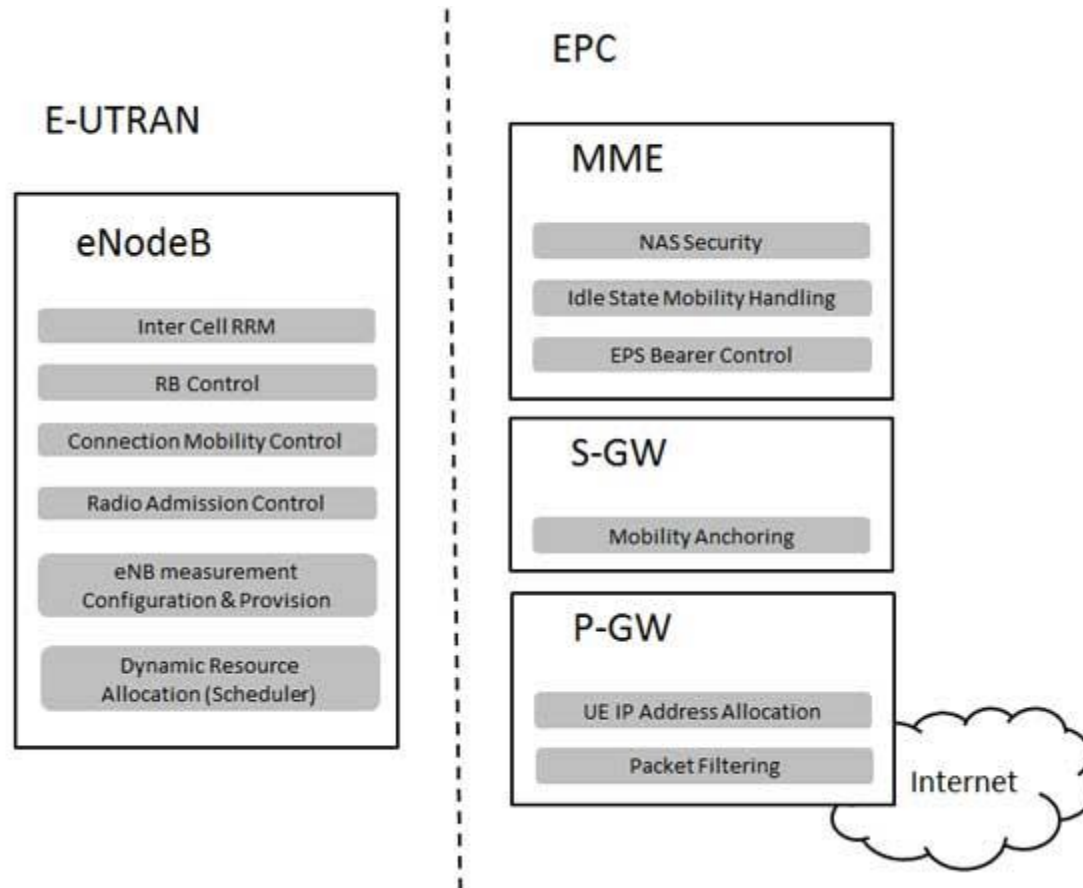 E-UTRAN
eNodeB
Inter Cell RRM
RB Control
Connection Mobility Control
Radio Admission Control
eNB measurement
Configuration & Provision
Dynamic Resource
Allocation (Scheduler)
EPC
MME
NAS Security
Idle State Mobility Handling
EPS Bearer Control
S-GW
Mobility Anchoring
P-GW
UE IP Address Allocation
Packet Filtering
Internet